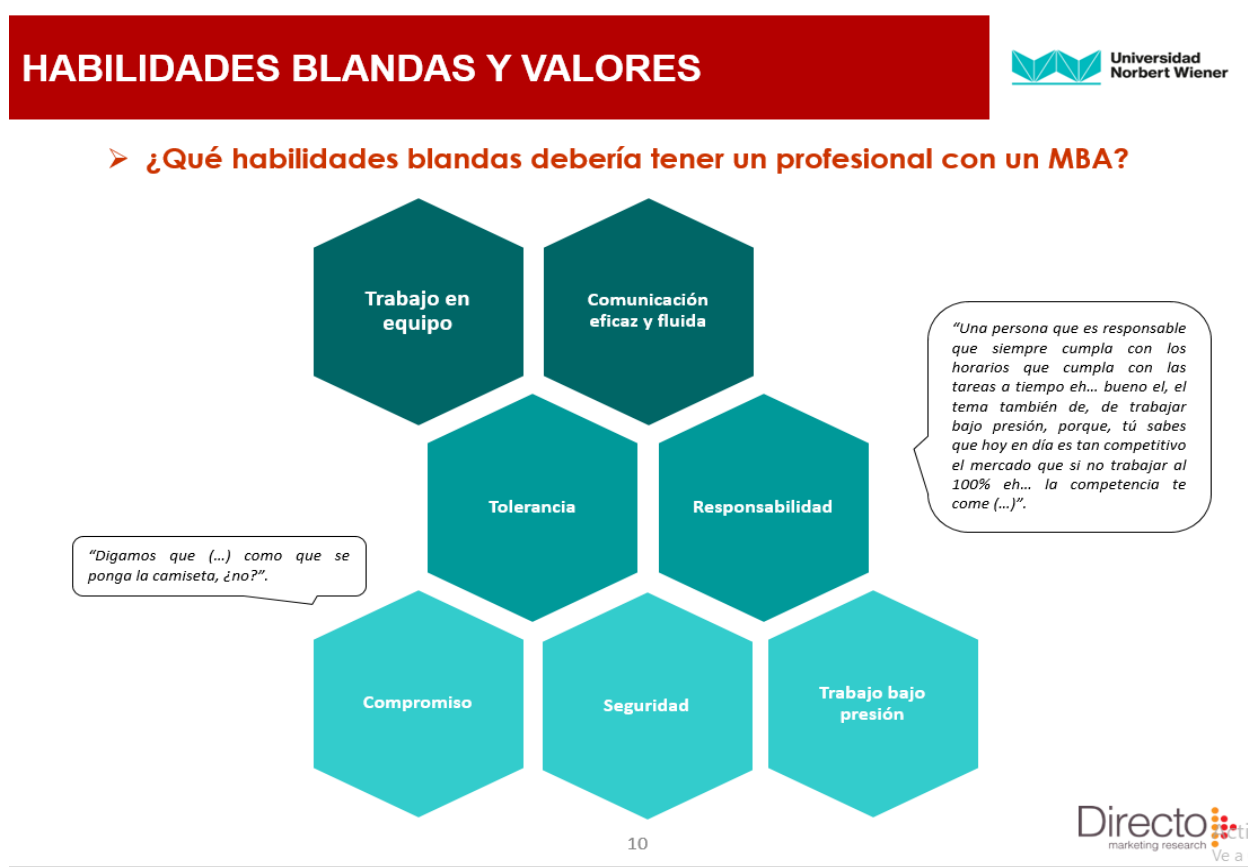 HABILIDADES BLANDAS Y VALORES
Universidad
Norbert Wiener
¿Qué habilidades blandas debería tener un profesional con un MBA?
Trabajo en
equipo
Comunicación
eficaz y fluida
“Una persona que es responsable
que siempre cumpla con los
horarios que cumpla con las
tareas a tiempo eh… bueno el, el
tema también de, de trabajar
bajo presión, porque, tú sabes
que hoy en día es tan competitivo
el mercado que si no trabajar al
100% eh… la competencia te
come (…)”.
Tolerancia
Responsabilidad
“Digamos que (…) como que se
ponga la camiseta, ¿no?”.
Compromiso
Seguridad
Trabajo bajo
presión
Directo
marketing research
10
Ve a